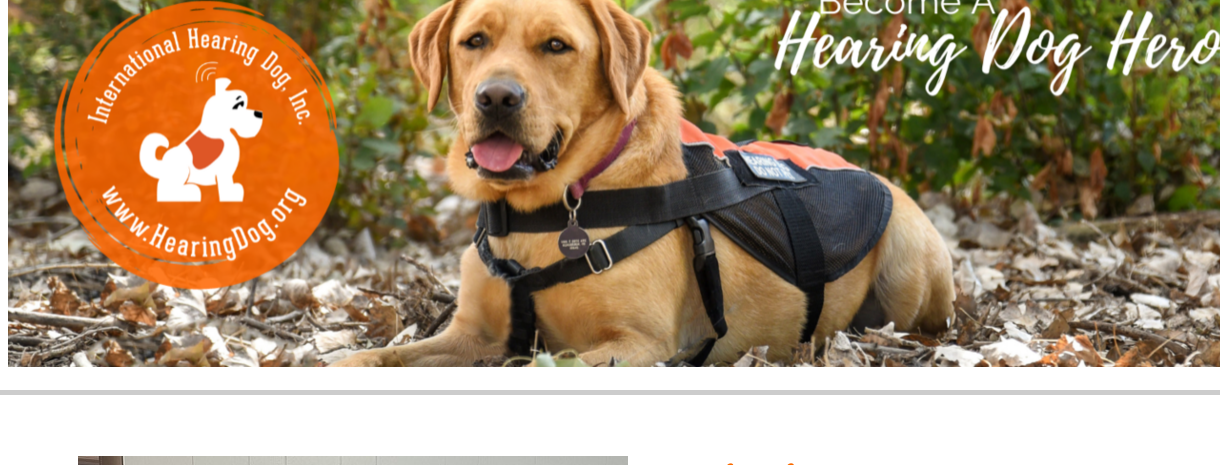 International Hearing Dog, Inc.
www.HearingDog.org
Become A
Hearing Dog Hero